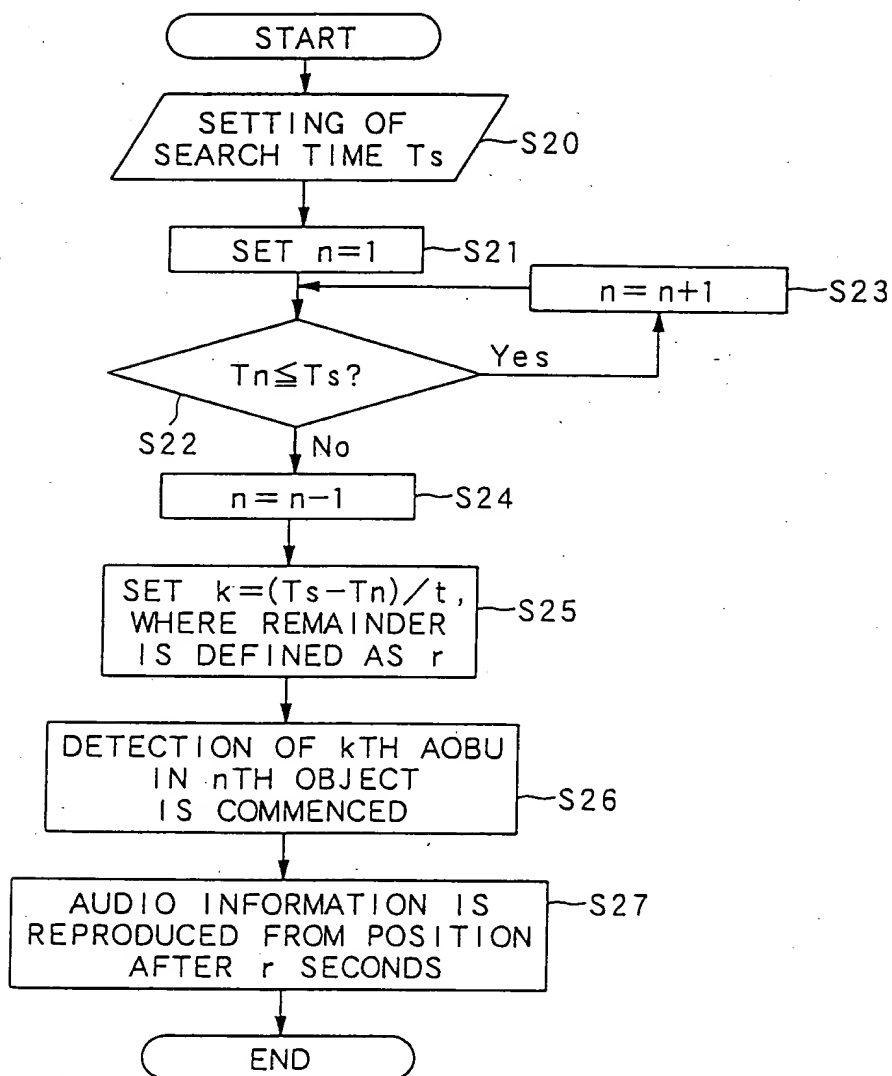 START
SETTING OF
SEARCH TIME Ts
S20
SET n=1
S21
n=n+1
S23
Tn≦Ts?
Yes
S22
No
n=n-1
S24
SET k=(Ts-Tn)/t,
WHERE REMAINDER
IS DEFINED AS r
S25
DETECTION OF kTH AOBU
IN nTH OBJECT
IS COMMENCED
S26
AUDIO INFORMATION IS
REPRODUCED FROM POSITION
AFTER r SECONDS
S27
END